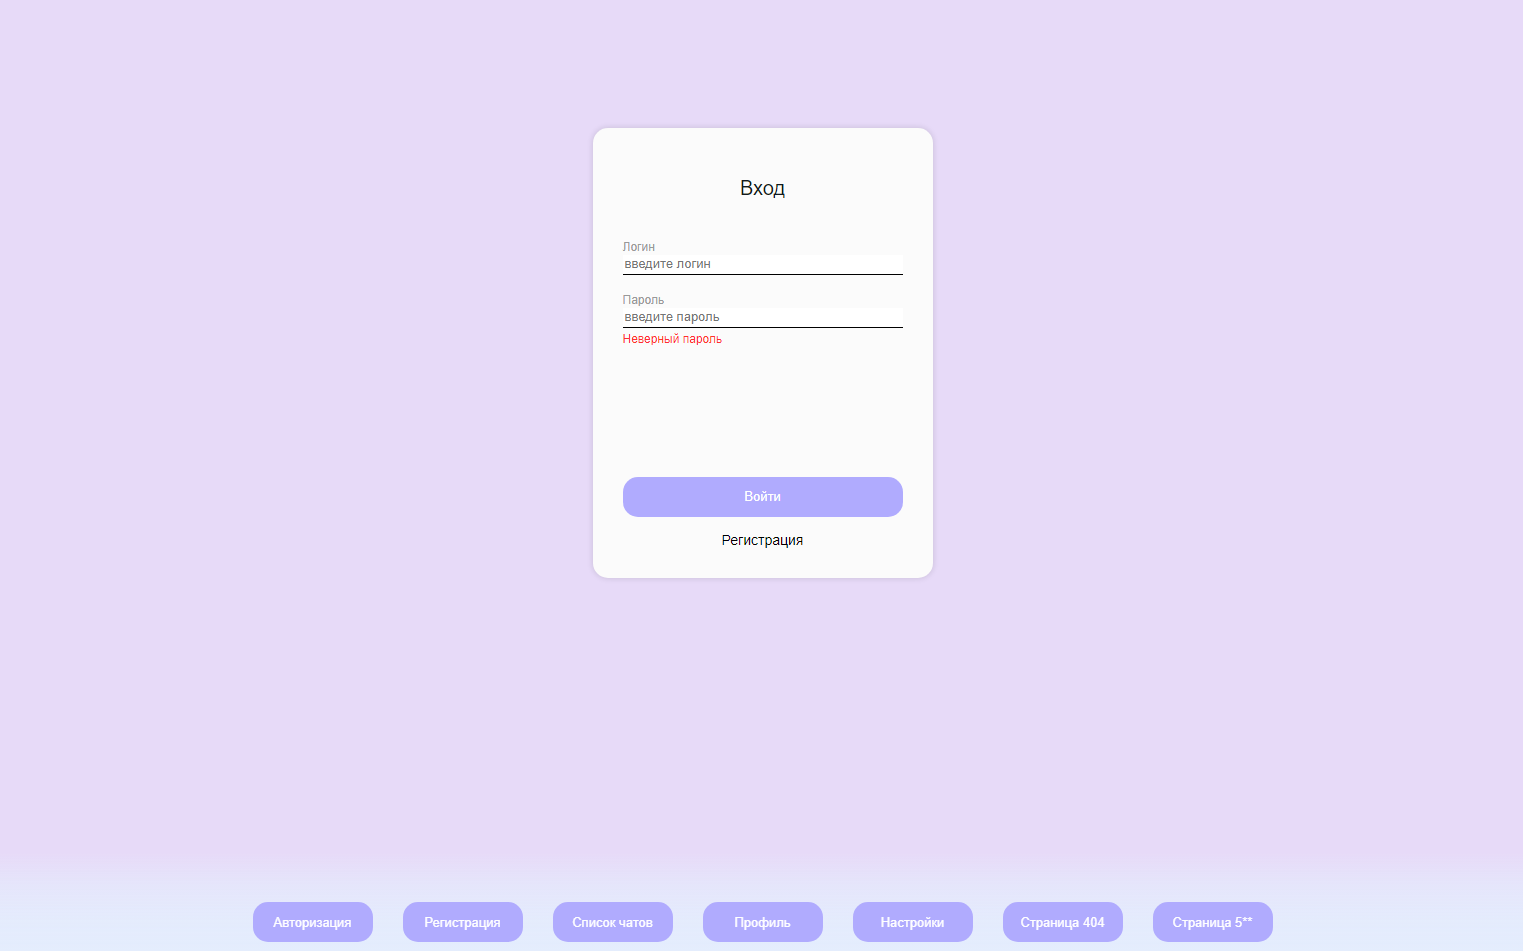 Вход
Логин
введите логин
Пароль
введите пароль
Неверный пароль
Войти
Регистрация
Авторизация Регистрация Список чатов Профиль Настройки Страница 404 Страница 5**